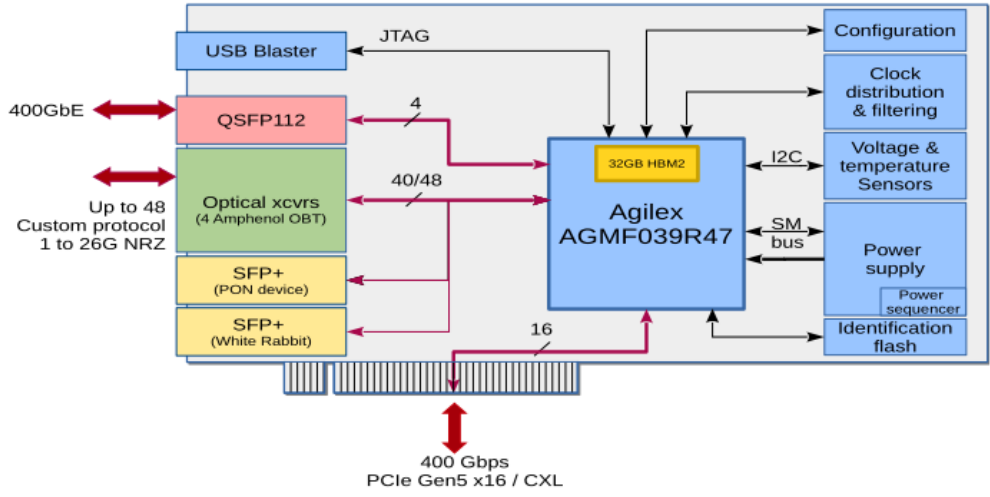 USB Blaster
JTAG
Configuration
400GbE
QSFP112
4
Clock
distribution
& filtering
32GB HBM2
I2C
Voltage &
temperature
Sensors
Up to 48
Custom protocol
1 to 26G NRZ
Optical xcvrs
(4 Amphenol OBT)
40/48
Agilex
AGMF039R47
SM
bus
Power
supply
Power
sequencer
SFP+
(PON device)
SFP+
(White Rabbit)
16
Identification
flash
400 Gbps
PCIe Gen5 x16 / CXL